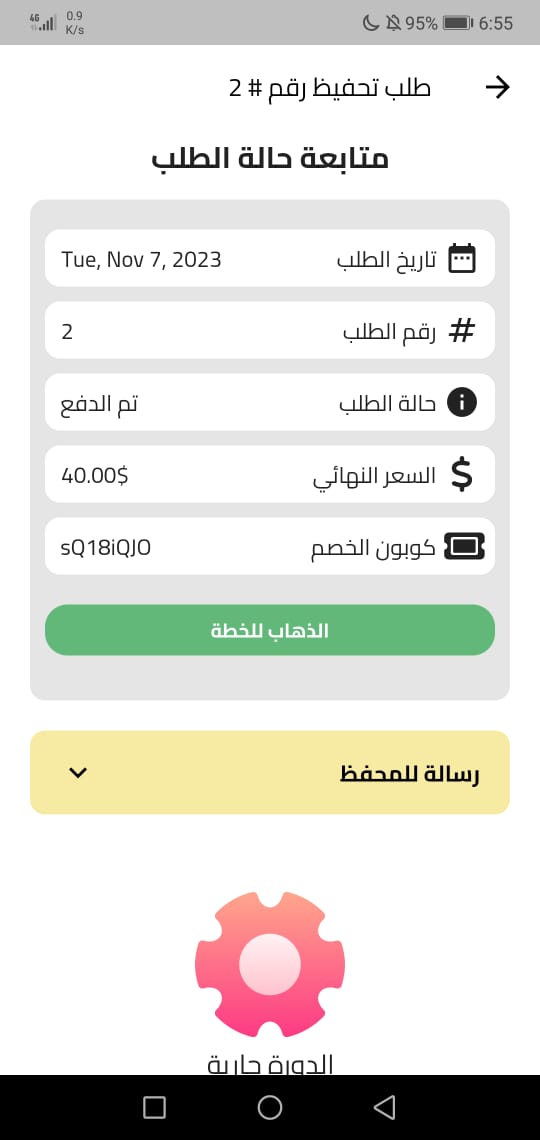 4G 0.9 K/s 95% 6:55
طلب تحفيظ رقم # 2
متابعة حالة الطلب
تاريخ الطلب Tue, Nov 7, 2023
رقم الطلب 2
حالة الطلب تم الدفع
السعر النهائي 40.00$
كوبون الخصم sQ18iQJO
الذهاب للخطة
رسالة للمحفظ
الدورة جارية